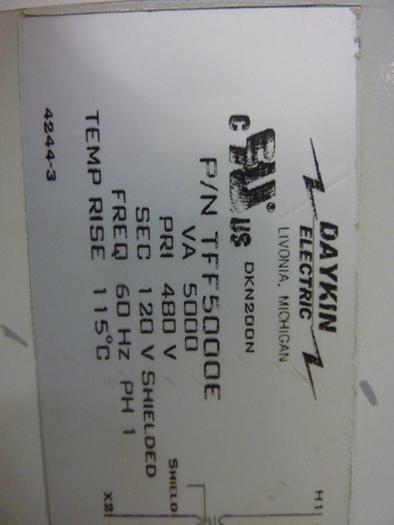 DAYKIN
ELECTRIC
LIVONIA, MICHIGAN
DKN200N
C US ®
P/N TFF5000E
VA 5000
PRI 480 V
SEC 120 V SHIELDED
FREQ 60 Hz PH 1
TEMP RISE 115°C
4244-3
H1
SHIELD
X2